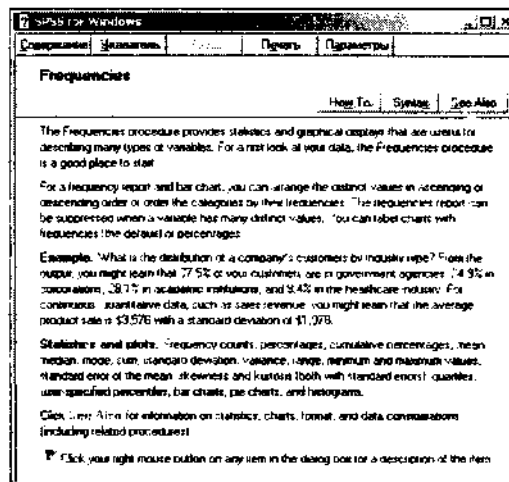 SPSS for Windows
Содержание Указатель Печать Параметры
Frequencies
How To Syntax See Also
The Frequencies procedure provides statistics and graphical displays that are useful for
describing many types of variables. For a first look at your data, the Frequencies procedure
is a good place to start
For a frequency report and bar chart, you can arrange the distinct values in ascending or
descending order or order the categories by their frequencies. The frequencies report can
be suppressed when a variable has many distinct values. You can label charts with
frequencies (the default) or percentages
Example. What is the distribution of a company's customers by industry type? From the
output, you might learn that 37.5% of your customers are in government agencies, 24.9% in
corporations, 28.1% in academic institutions, and 9.4% in the healthcare industry. For
continuous, quantitative data, such as sales revenue, you might learn that the average
product sale is $3,576 with a standard deviation of $1,078.
Statistics and plots. Frequency counts, percentages, cumulative percentages, mean
median, mode, sum, standard deviation, variance, range, minimum and maximum values,
standard error of the mean, skewness and kurtosis (both with standard errors), quartiles,
user-specified percentiles, bar charts, pie charts, and histograms.
Click See Also for information on statistics, charts, format, and data considerations
(including related procedures)
Click your right mouse button on any item in the dialog box for a description of the item